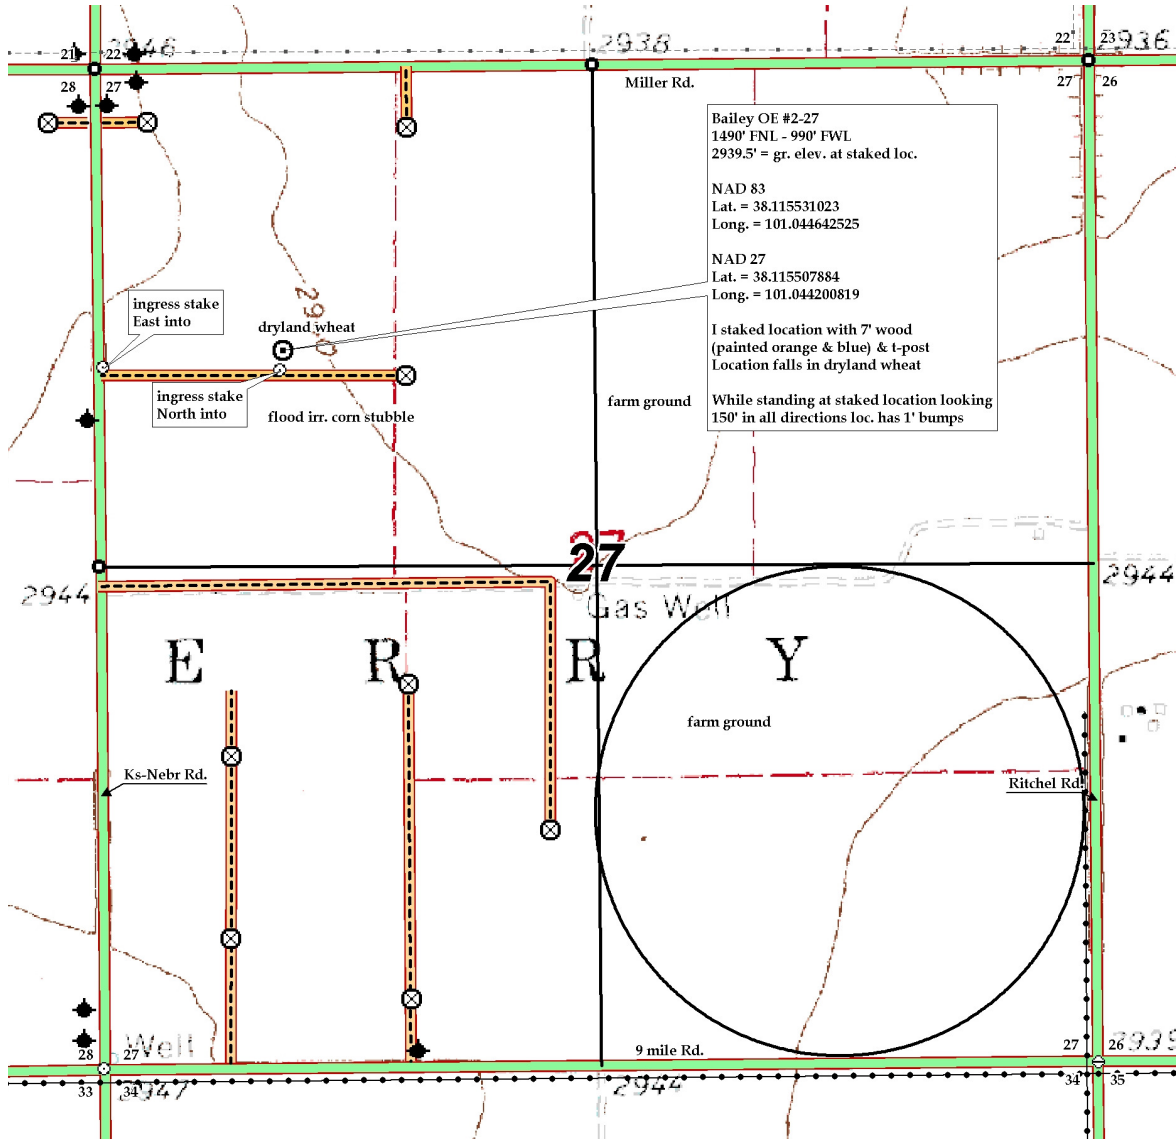 21 22
2946
2938
22 23
2936
28 27
27 26
Miller Rd.
Bailey OE #2-27
1490' FNL - 990' FWL
2939.5' = gr. elev. at staked loc.
NAD 83
Lat. = 38.115531023
Long. = 101.044642525
NAD 27
Lat. = 38.115507884
Long. = 101.044200819
I staked location with 7' wood
(painted orange & blue) & t-post
Location falls in dryland wheat
While standing at staked location looking
150' in all directions loc. has 1' bumps
ingress stake
East into
dryland wheat
ingress stake
North into
flood irr. corn stubble
farm ground
27
27
2944
2944
Gas Well
E R R Y
farm ground
Ks-Nebr Rd.
Ritchel Rd.
Well
28 27
9 mile Rd.
27 26
33 34
2947
2944
34 35